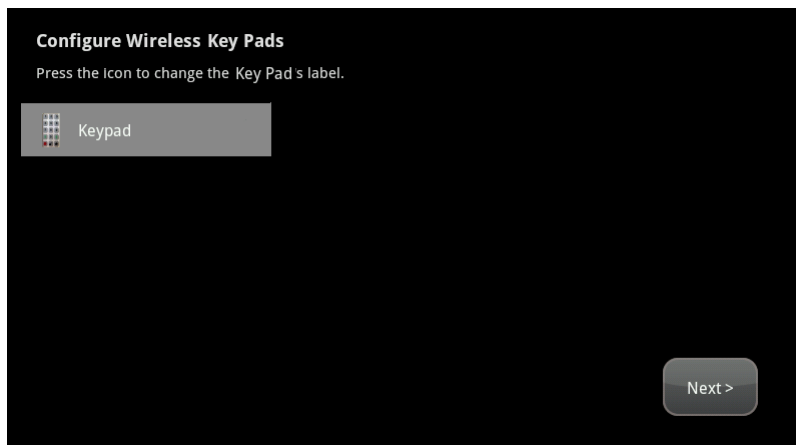 Configure Wireless Key Pads
Press the icon to change the Key Pad's label.
Keypad
Next >